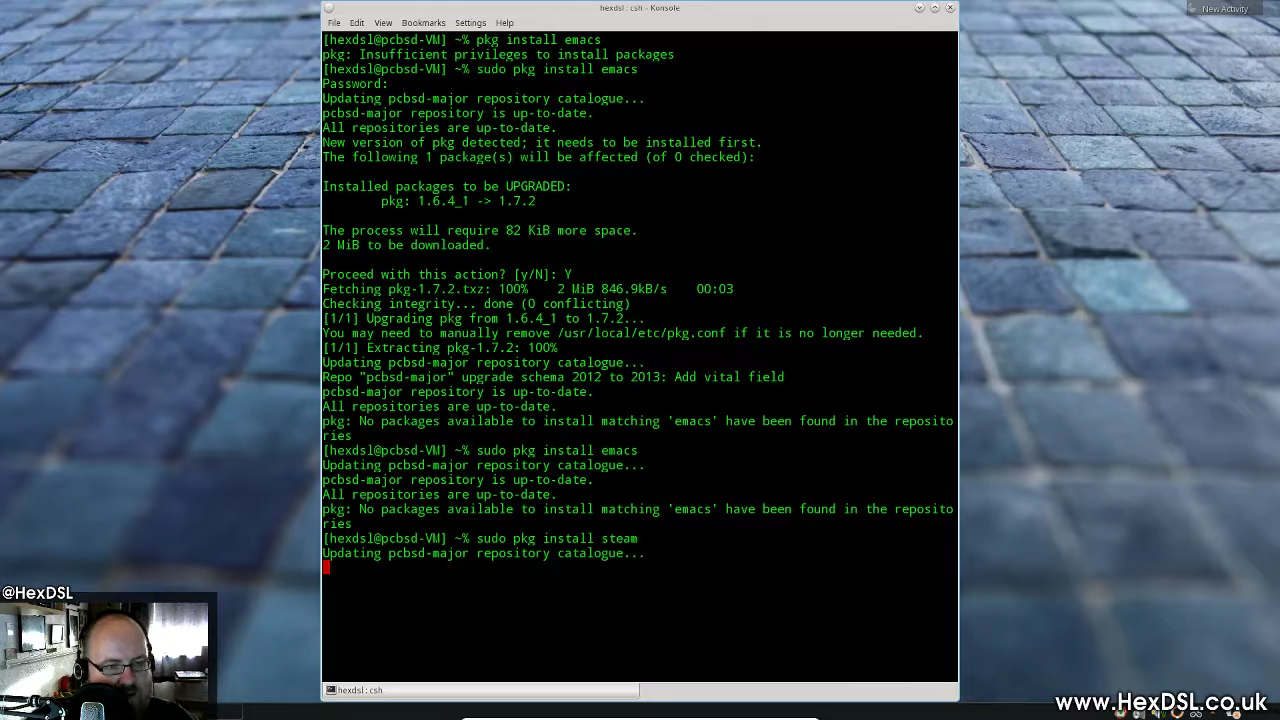 hexdsl : csh – Konsole
New Activity
File Edit View Bookmarks Settings Help
[hexdsl@pcbsd-VM] ~% pkg install emacs
pkg: Insufficient privileges to install packages
[hexdsl@pcbsd-VM] ~% sudo pkg install emacs
Password:
Updating pcbsd-major repository catalogue...
pcbsd-major repository is up-to-date.
All repositories are up-to-date.
New version of pkg detected; it needs to be installed first.
The following 1 package(s) will be affected (of 0 checked):
Installed packages to be UPGRADED:
pkg: 1.6.4_1 -> 1.7.2
The process will require 82 KiB more space.
2 MiB to be downloaded.
Proceed with this action? [y/N]: Y
Fetching pkg-1.7.2.txz: 100% 2 MiB 846.9kB/s 00:03
Checking integrity... done (0 conflicting)
[1/1] Upgrading pkg from 1.6.4_1 to 1.7.2...
You may need to manually remove /usr/local/etc/pkg.conf if it is no longer needed.
[1/1] Extracting pkg-1.7.2: 100%
Updating pcbsd-major repository catalogue...
Repo "pcbsd-major" upgrade schema 2012 to 2013: Add vital field
pcbsd-major repository is up-to-date.
All repositories are up-to-date.
pkg: No packages available to install matching 'emacs' have been found in the reposito
ries
[hexdsl@pcbsd-VM] ~% sudo pkg install emacs
Updating pcbsd-major repository catalogue...
pcbsd-major repository is up-to-date.
All repositories are up-to-date.
pkg: No packages available to install matching 'emacs' have been found in the reposito
ries
[hexdsl@pcbsd-VM] ~% sudo pkg install steam
Updating pcbsd-major repository catalogue...
@HexDSL
hexdsl : csh
www.HexDSL.co.uk